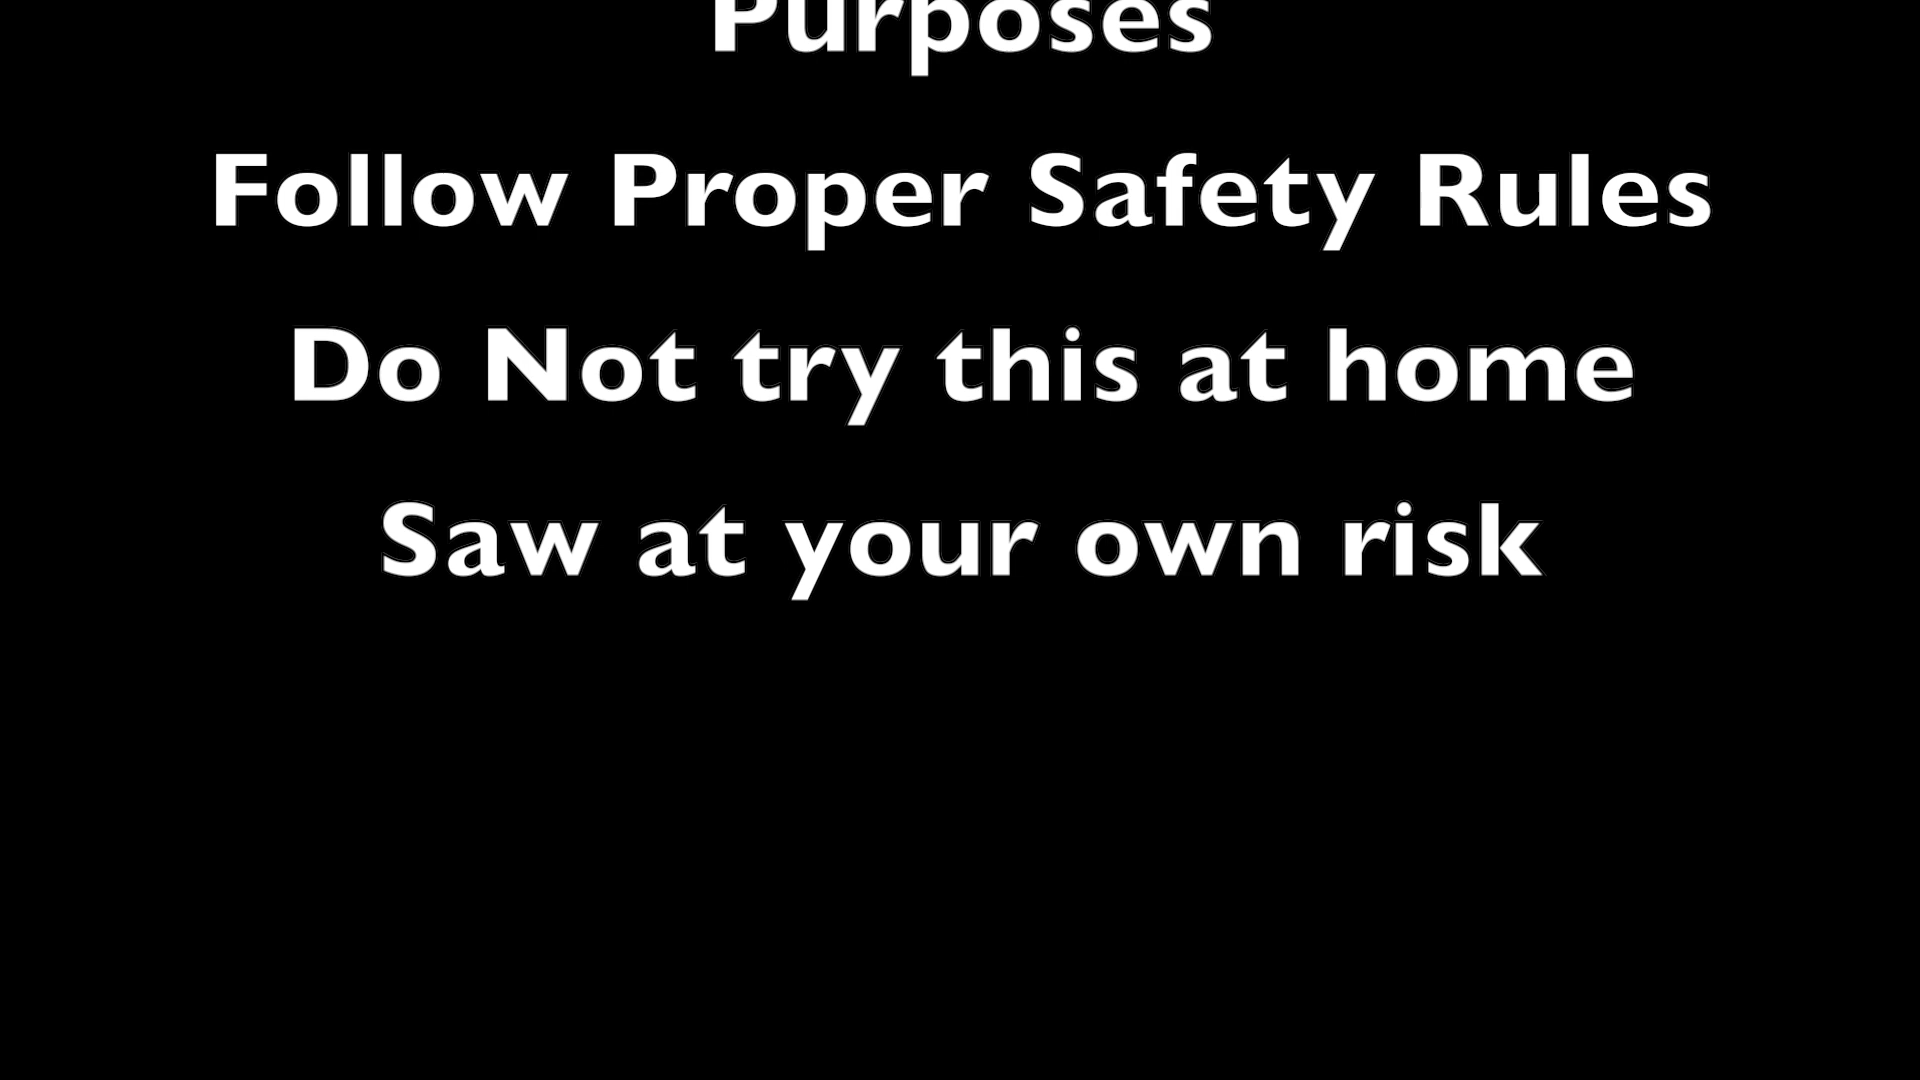 Purposes
Follow Proper Safety Rules
Do Not try this at home
Saw at your own risk